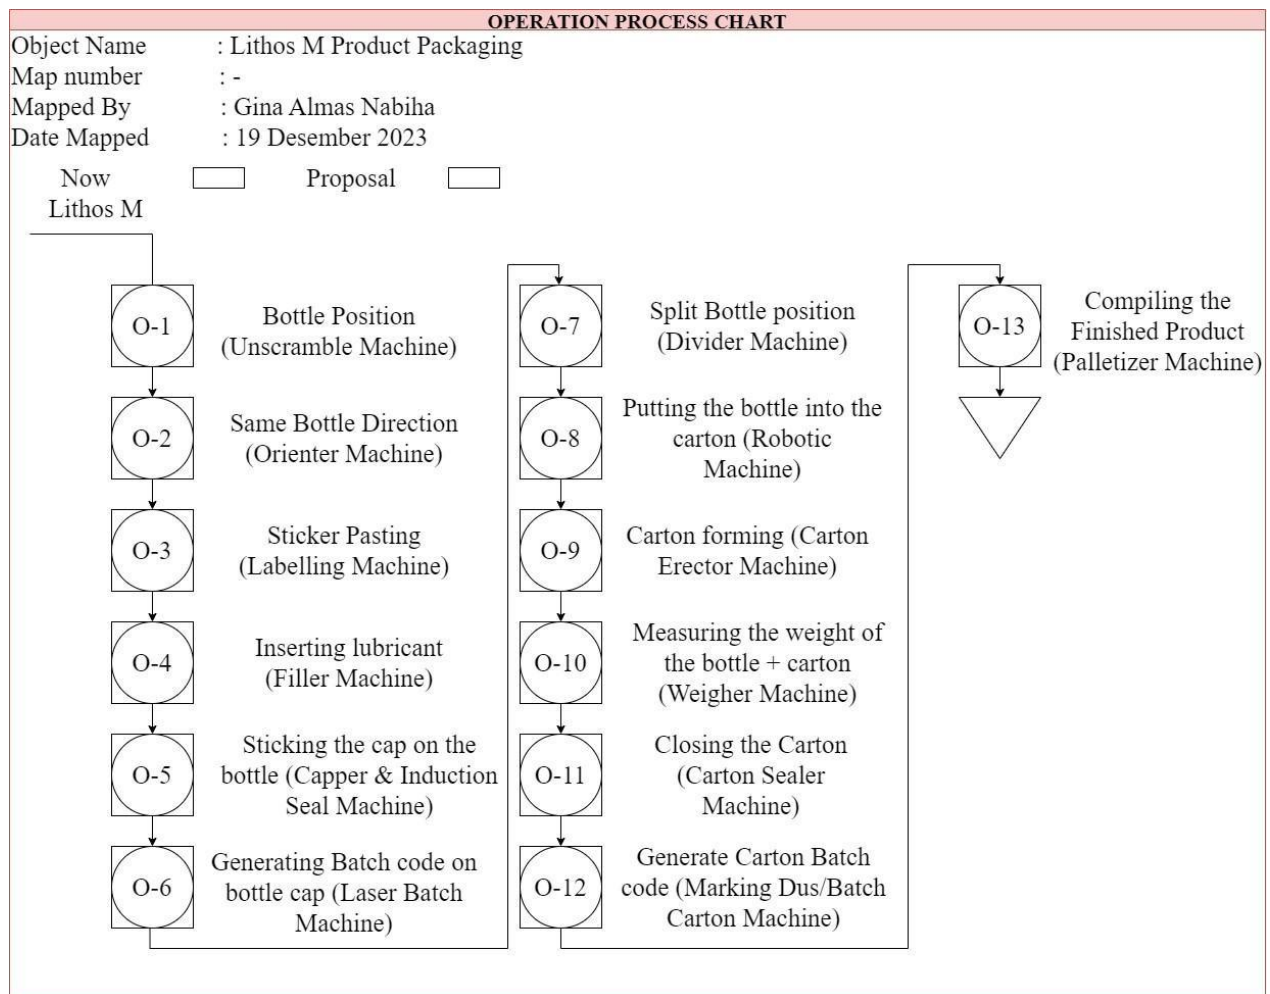 OPERATION PROCESS CHART
Object Name : Lithos M Product Packaging
Map number : -
Mapped By : Gina Almas Nabiha
Date Mapped : 19 Desember 2023
Now Proposal
Lithos M
O-1
Bottle Position
(Unscramble Machine)
O-2
Same Bottle Direction
(Orienter Machine)
O-3
Sticker Pasting
(Labelling Machine)
O-4
Inserting lubricant
(Filler Machine)
O-5
Sticking the cap on the
bottle (Capper & Induction
Seal Machine)
O-6
Generating Batch code on
bottle cap (Laser Batch
Machine)
O-7
Split Bottle position
(Divider Machine)
O-8
Putting the bottle into the
carton (Robotic
Machine)
O-9
Carton forming (Carton
Erector Machine)
O-10
Measuring the weight of
the bottle + carton
(Weigher Machine)
O-11
Closing the Carton
(Carton Sealer
Machine)
O-12
Generate Carton Batch
code (Marking Dus/Batch
Carton Machine)
O-13
Compiling the
Finished Product
(Palletizer Machine)